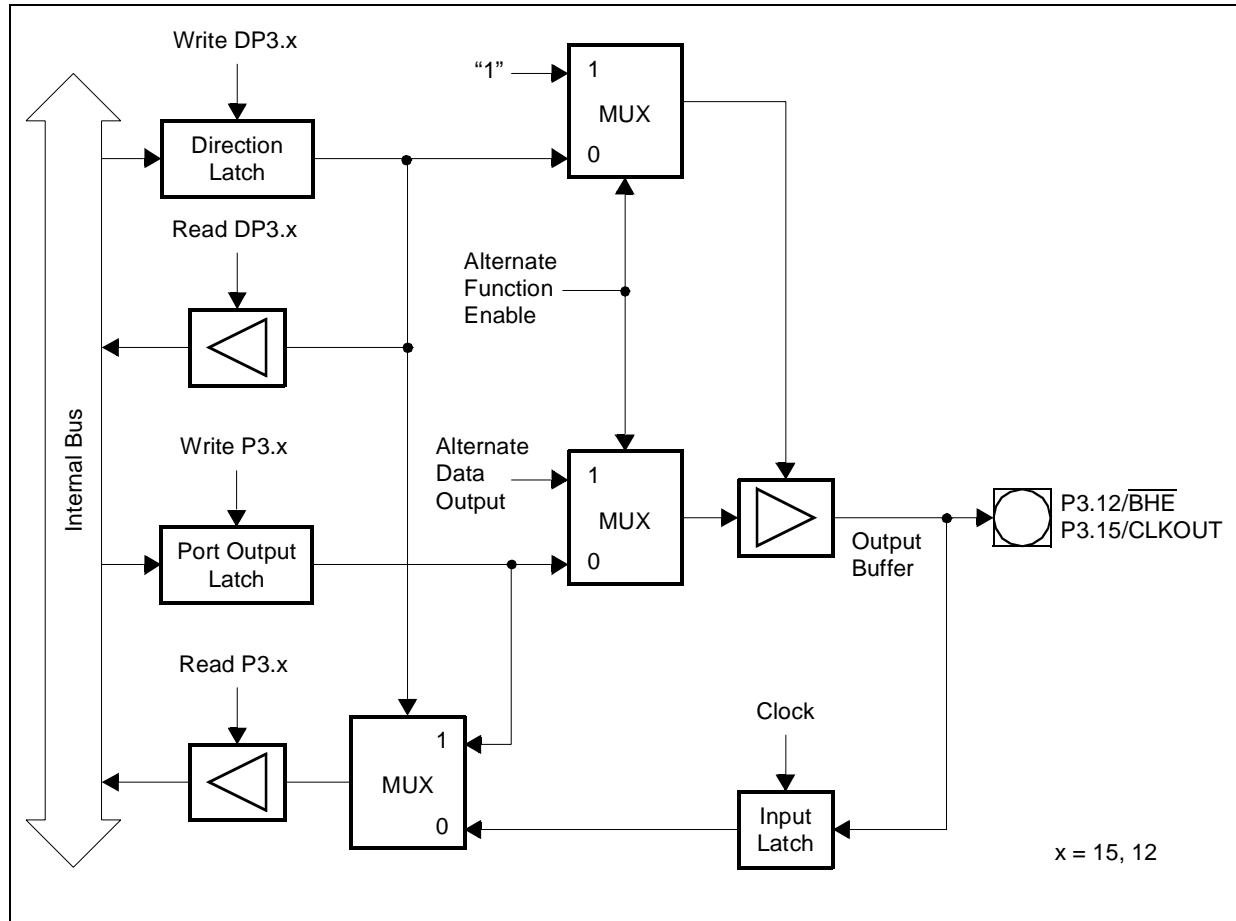 Write DP3.x
“1”
1
MUX
0
Direction
Latch
Read DP3.x
Alternate
Function
Enable
Internal Bus
Write P3.x
Alternate
Data
Output
1
MUX
0
P3.12/BHE
P3.15/CLKOUT
Output
Buffer
Port Output
Latch
Read P3.x
Clock
1
MUX
0
Input
Latch
x = 15, 12